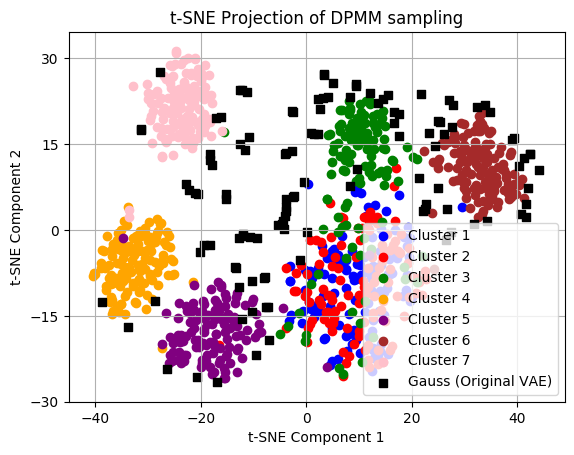 t-SNE Projection of DPMM sampling
t-SNE Component 2
30
15
0
−15
−30
Cluster 1
Cluster 2
Cluster 3
Cluster 4
Cluster 5
Cluster 6
Cluster 7
Gauss (Original VAE)
−40
−20
0
20
40
t-SNE Component 1